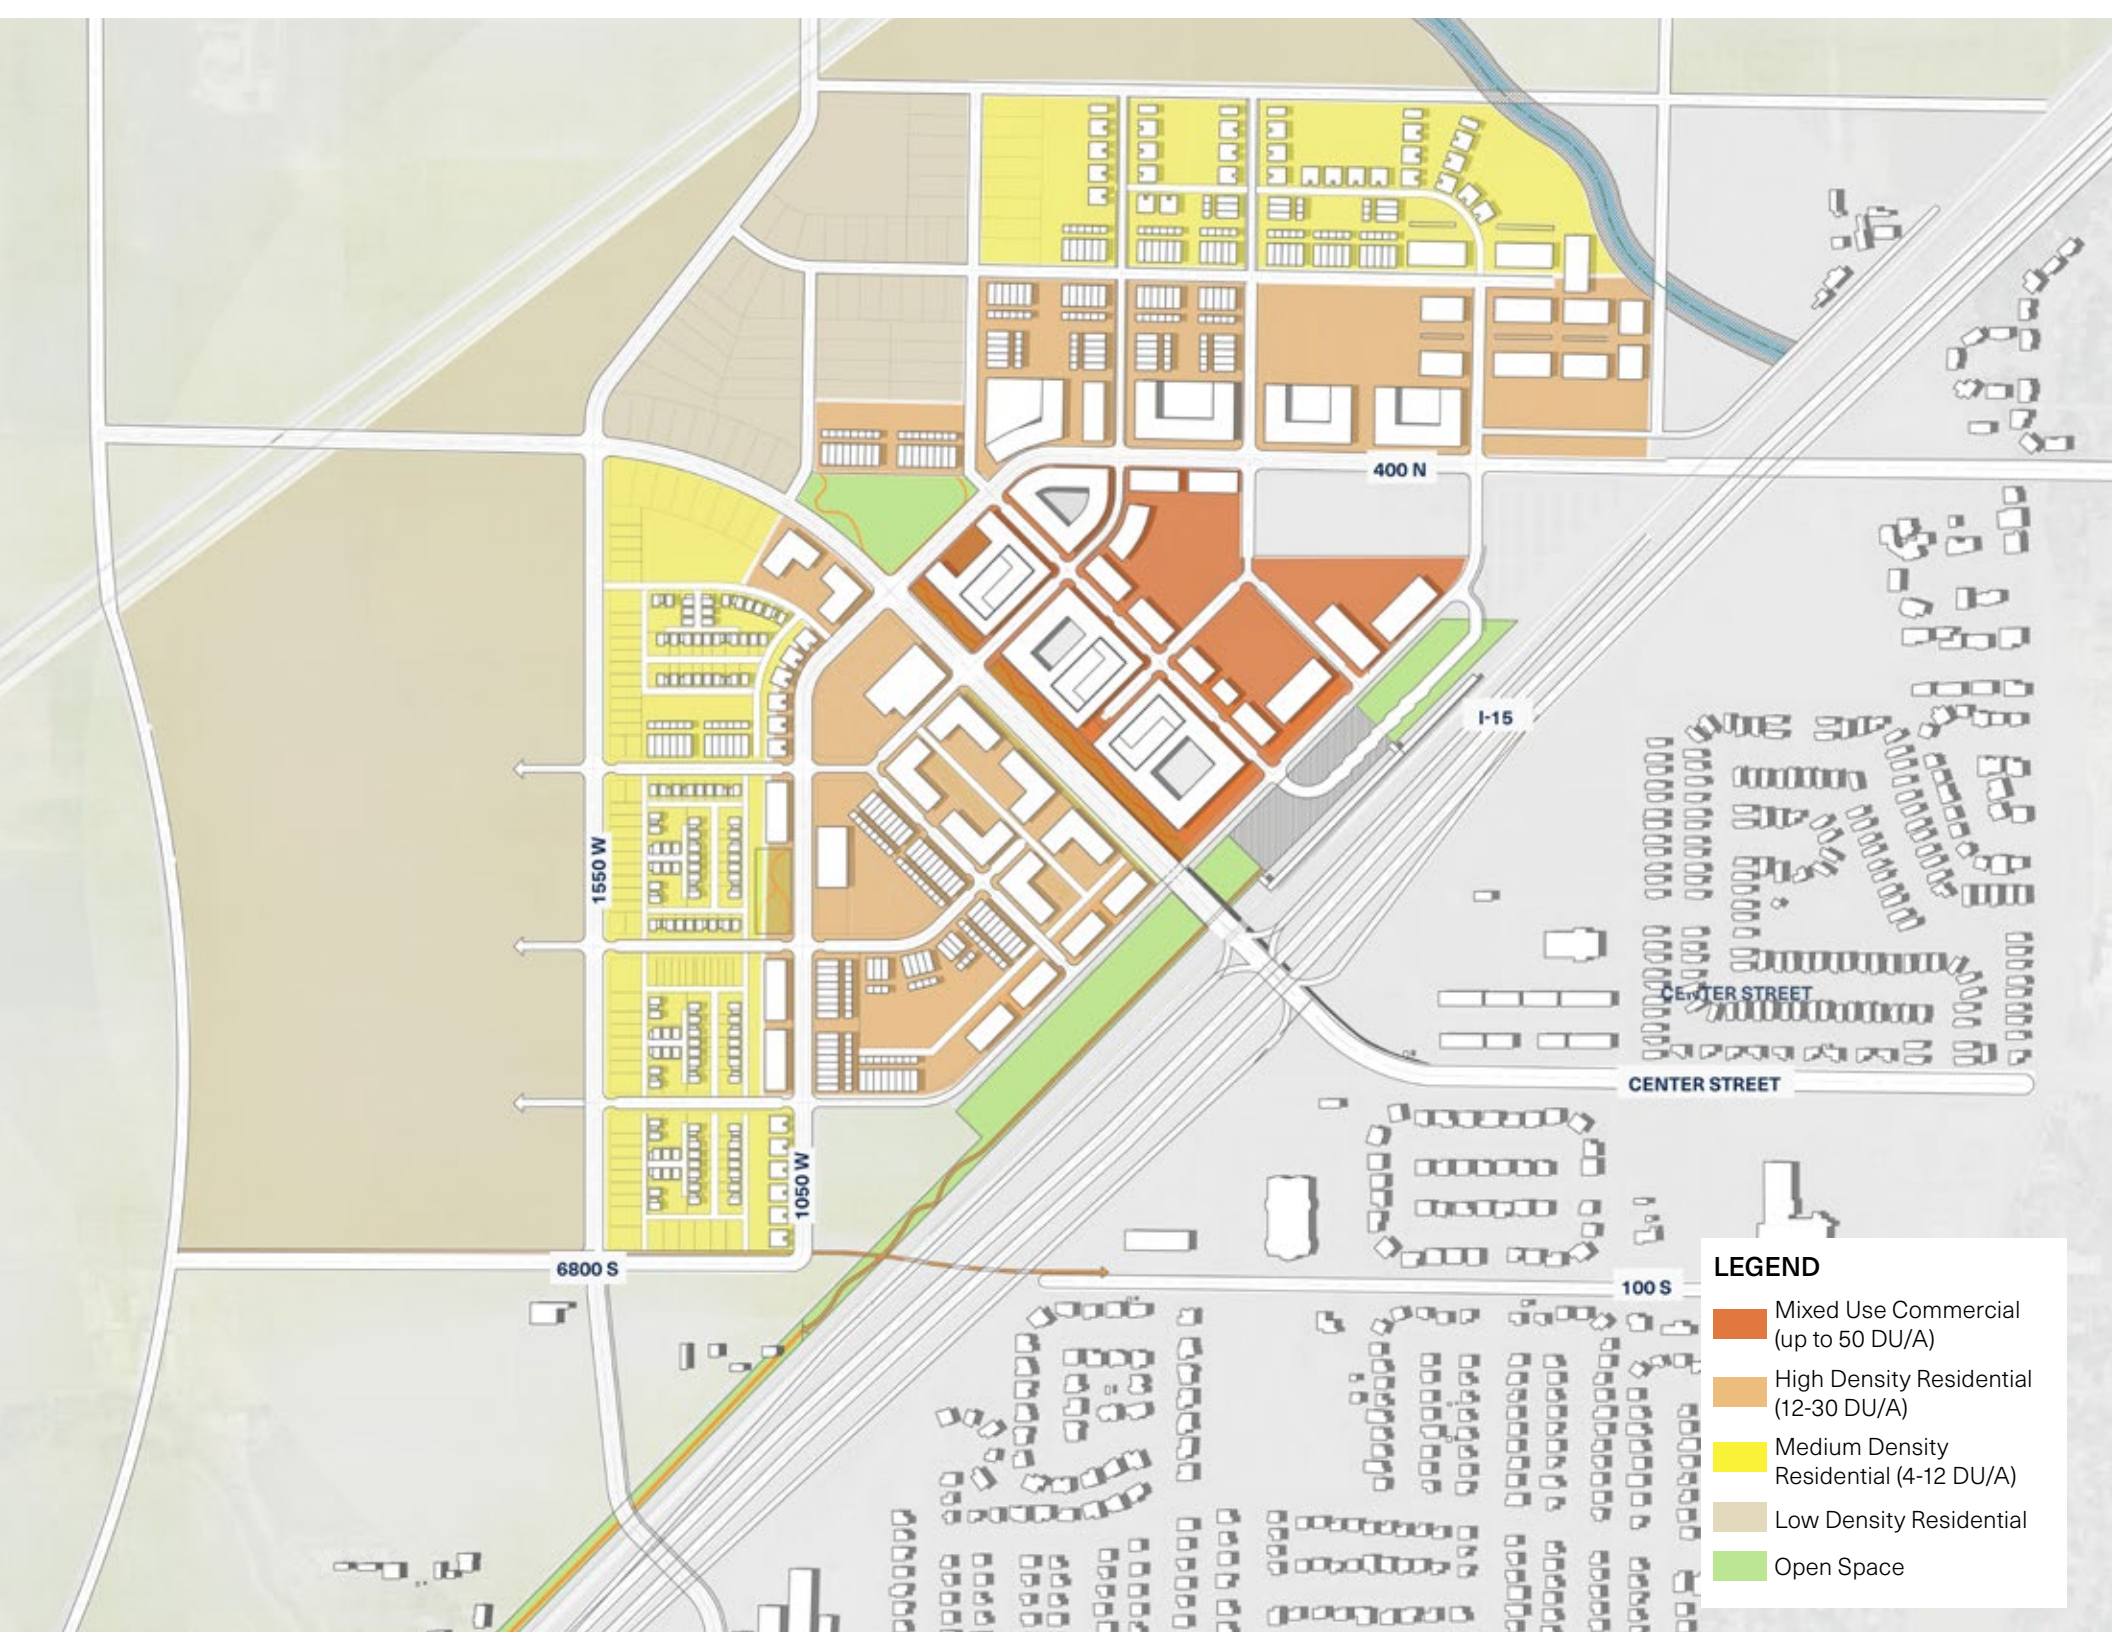 400 N
I-15
1550 W
CENTER STREET
CENTER STREET
1050 W
6800 S
100 S
LEGEND
Mixed Use Commercial
(up to 50 DU/A)
High Density Residential
(12-30 DU/A)
Medium Density
Residential (4-12 DU/A)
Low Density Residential
Open Space